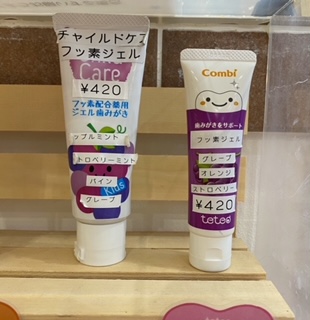 チャイルドケア
フッ素ジェル
Care
¥420
フッ素配合薬用
ジェル歯みがき
ップルミント
トロベリーミント
パイン
グレープ
Kids
Combi
歯みがきをサポート
フッ素ジェル
グレープ
オレンジ
ストロベリー
¥420
teteo